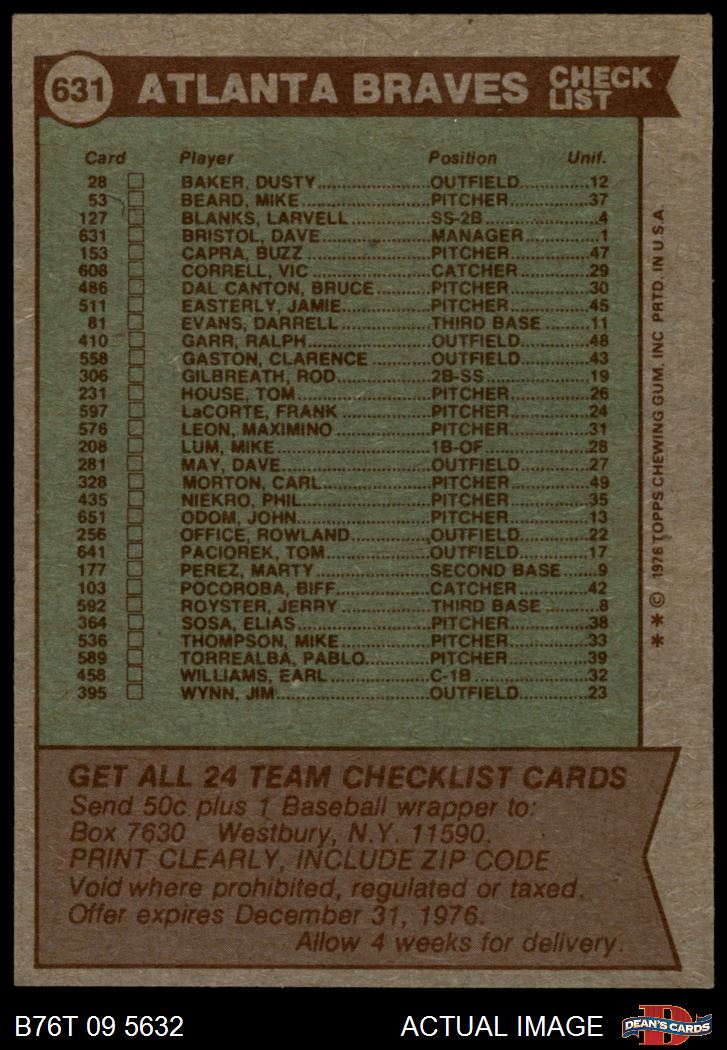 631 ATLANTA BRAVES CHECK LIST
Card Player Position Unif.
28 BAKER, DUSTY OUTFIELD 12
53 BEARD, MIKE PITCHER 37
127 BLANKS, LARVELL SS-2B 4
631 BRISTOL, DAVE MANAGER 1
153 CAPRA, BUZZ PITCHER 47
608 CORRELL, VIC CATCHER 29
486 DAL CANTON, BRUCE PITCHER 30
511 EASTERLY, JAMIE PITCHER 45
81 EVANS, DARRELL THIRD BASE 11
410 GARR, RALPH OUTFIELD 48
558 GASTON, CLARENCE OUTFIELD 43
306 GILBREATH, ROD 2B-SS 19
231 HOUSE, TOM PITCHER 26
597 LaCORTE, FRANK PITCHER 24
576 LEON, MAXIMINO PITCHER 31
208 LUM, MIKE 1B-OF 28
281 MAY, DAVE OUTFIELD 27
328 MORTON, CARL PITCHER 49
435 NIEKRO, PHIL PITCHER 35
651 ODOM, JOHN PITCHER 13
256 OFFICE, ROWLAND OUTFIELD 22
641 PACIOREK, TOM OUTFIELD 17
177 PEREZ, MARTY SECOND BASE 9
103 POCOROBA, BIFF CATCHER 42
592 ROYSTER, JERRY THIRD BASE 8
364 SOSA, ELIAS PITCHER 38
536 THOMPSON, MIKE PITCHER 33
589 TORREALBA, PABLO PITCHER 39
458 WILLIAMS, EARL C-1B 32
395 WYNN, JIM OUTFIELD 23
** © 1976 TOPPS CHEWING GUM, INC PRTD. IN U.S.A.
GET ALL 24 TEAM CHECKLIST CARDS
Send 50c plus 1 Baseball wrapper to:
Box 7630 Westbury, N.Y. 11590.
PRINT CLEARLY, INCLUDE ZIP CODE
Void where prohibited, regulated or taxed.
Offer expires December 31, 1976.
Allow 4 weeks for delivery.
B76T 09 5632 ACTUAL IMAGE
D
DEAN'S CARDS